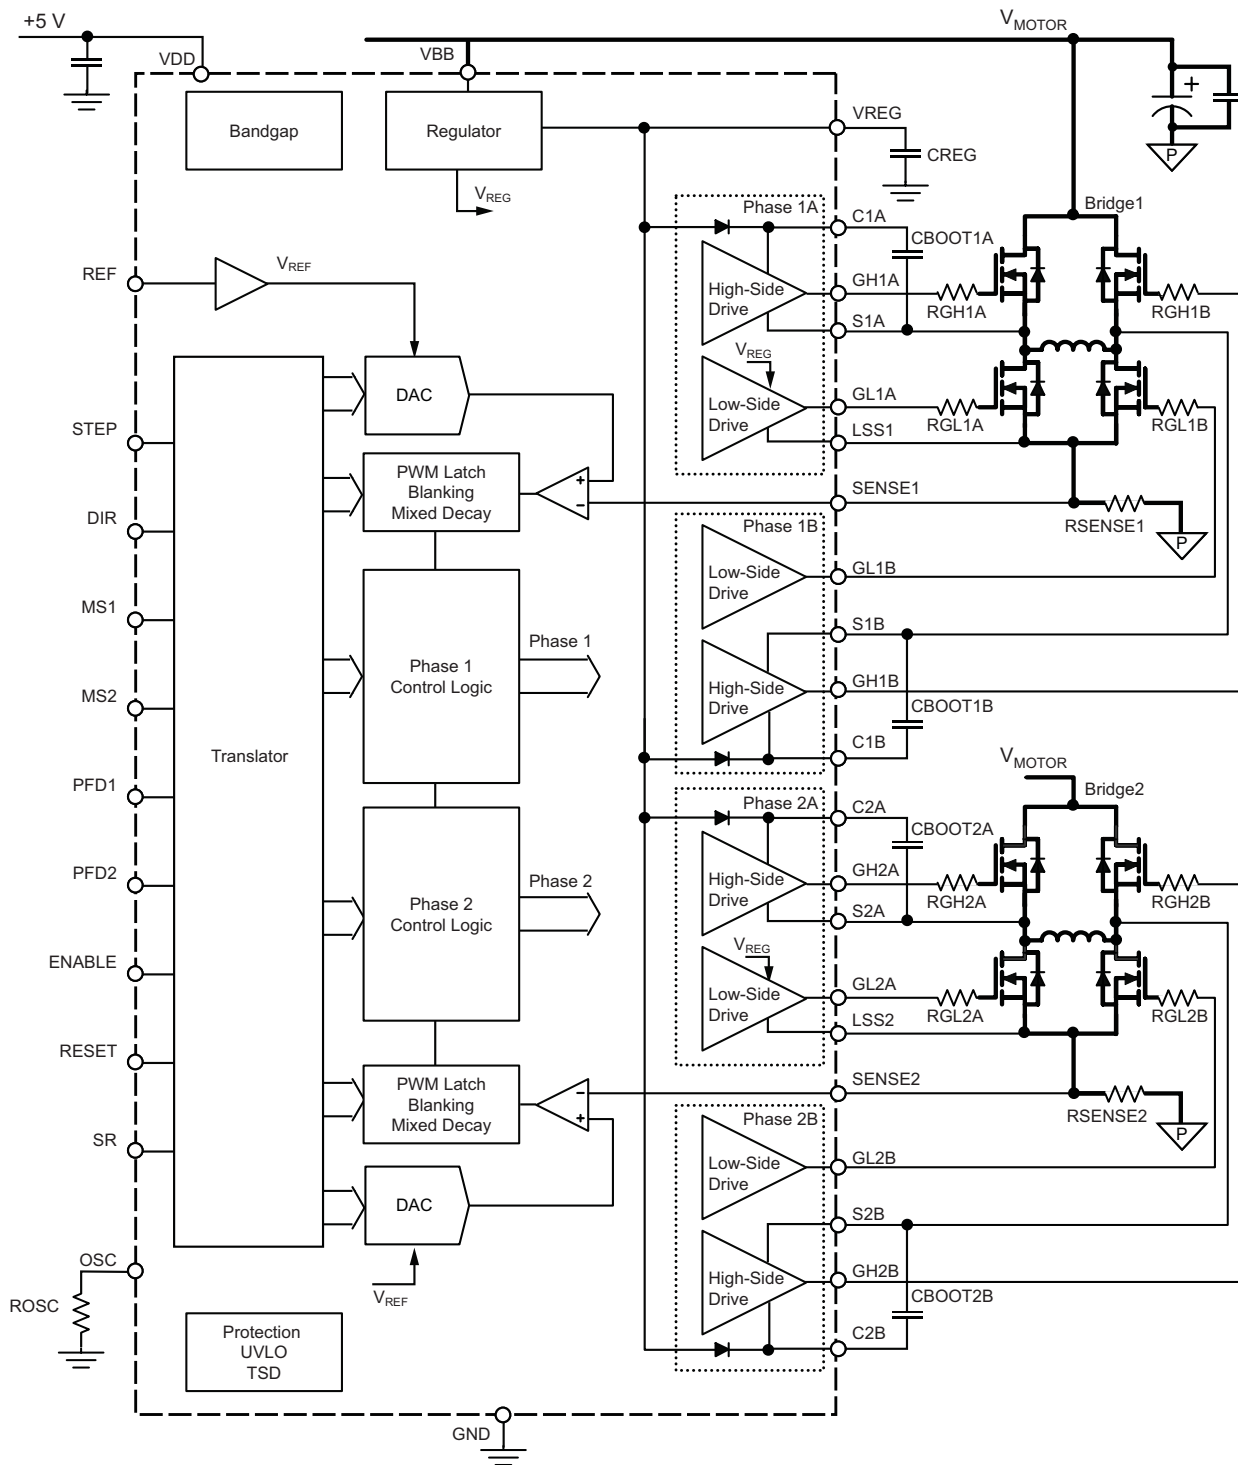 +5 V
VDD
VBB
VMOTOR
+
P
Bandgap
Regulator
VREG
VREG
CREG
REF
VREF
Phase 1A
C1A
CBOOT1A
Bridge1
High-Side
Drive
GH1A
RGH1A
RGH1B
S1A
VREG
Low-Side
Drive
GL1A
RGL1A
RGL1B
LSS1
DAC
STEP
PWM Latch
Blanking
Mixed Decay
+
−
SENSE1
RSENSE1
P
DIR
Phase 1B
Low-Side
Drive
GL1B
MS1
Phase 1
Control Logic
Phase 1
S1B
High-Side
Drive
GH1B
CBOOT1B
C1B
MS2
Translator
VMOTOR
PFD1
Phase 2A
C2A
CBOOT2A
Bridge2
PFD2
Phase 2
Control Logic
Phase 2
High-Side
Drive
GH2A
RGH2A
RGH2B
S2A
VREG
ENABLE
Low-Side
Drive
GL2A
RGL2A
RGL2B
LSS2
RESET
PWM Latch
Blanking
Mixed Decay
−
+
SENSE2
RSENSE2
P
SR
Phase 2B
Low-Side
Drive
GL2B
DAC
VREF
S2B
OSC
ROSC
High-Side
Drive
GH2B
CBOOT2B
C2B
Protection
UVLO
TSD
GND